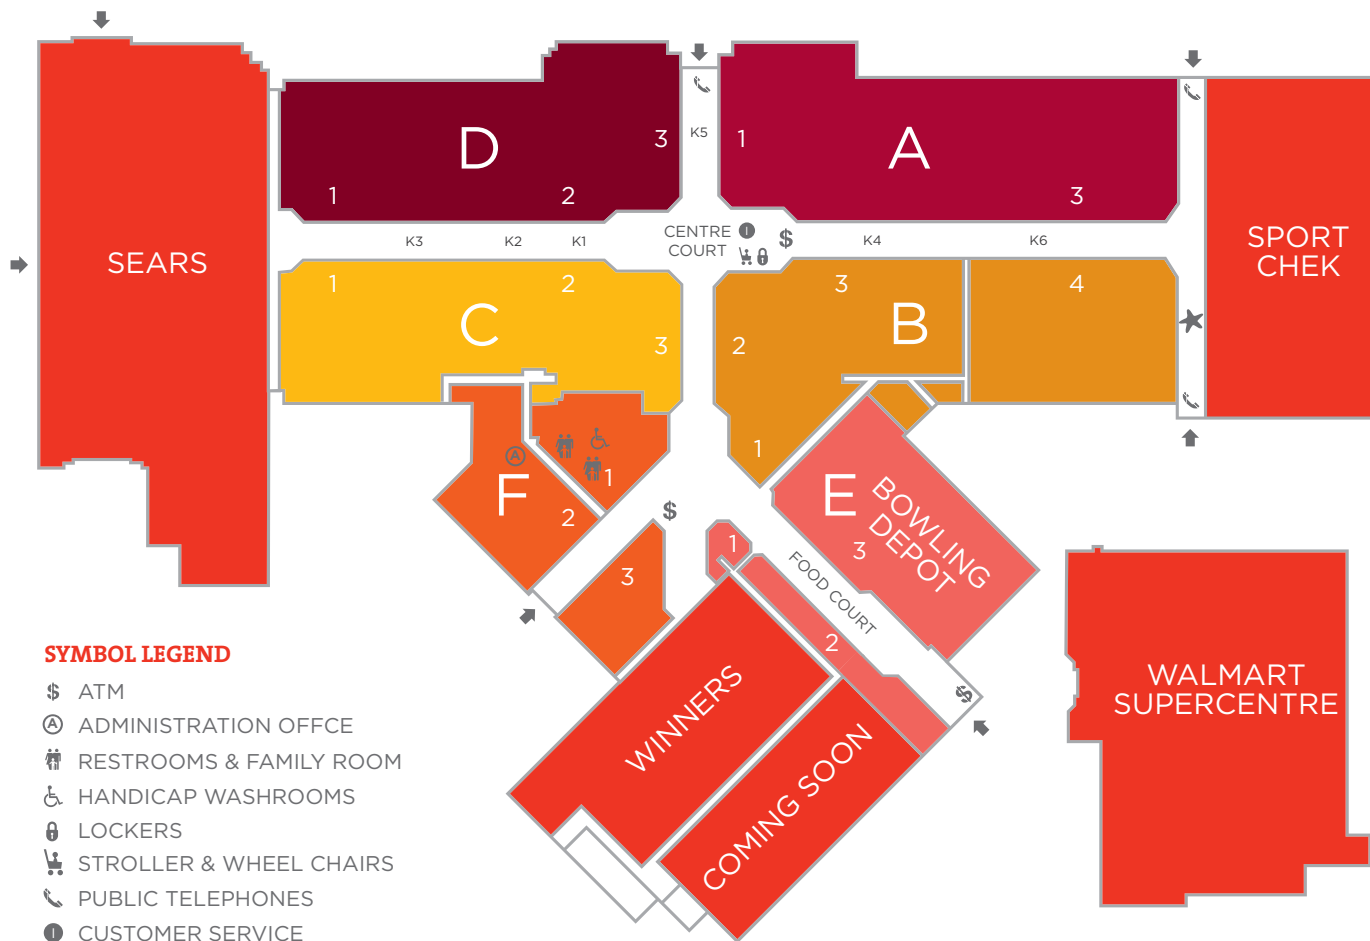 K5
D
3
1
A
1
2
3
CENTRE
COURT
$
K3
K2
K1
K4
K6
SEARS
SPORT
CHEK
1
2
3
4
C
B
3
2
1
A
1
F
2
$
E
BOWLING
DEPOT
3
1
FOOD COURT
3
2
WINNERS
$
COMING SOON
WALMART
SUPERCENTRE
SYMBOL LEGEND
$ ATM
A ADMINISTRATION OFFCE
RESTROOMS & FAMILY ROOM
HANDICAP WASHROOMS
LOCKERS
STROLLER & WHEEL CHAIRS
PUBLIC TELEPHONES
CUSTOMER SERVICE